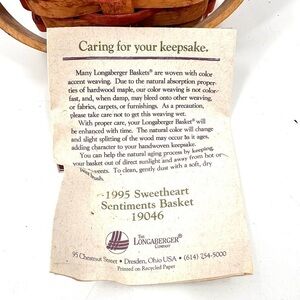 Caring for your keepsake.
Many Longaberger Baskets® are woven with color
accent weaving. Due to the natural absorption proper-
ties of hardwood maple, our color weaving is not color-
fast, and, when damp, may bleed onto other weaving,
or fabrics, carpets, or furnishings. As a precaution,
please take care not to get this weaving wet.
With proper care, your Longaberger Basket® will
be enhanced with time. The natural color will change
and slight splitting of the wood may occur as it ages,
adding character to your handwoven keepsake.
You can help the natural aging process by keeping
your basket out of direct sunlight and away from hot or
vents. To clean, gently dust with a soft, dry
brush.
1995 Sweetheart
Sentiments Basket
19046
THE
LONGABERGER®
COMPANY
95 Chestnut Street • Dresden, Ohio USA • (614) 754-5000
Printed on Recycled Paper